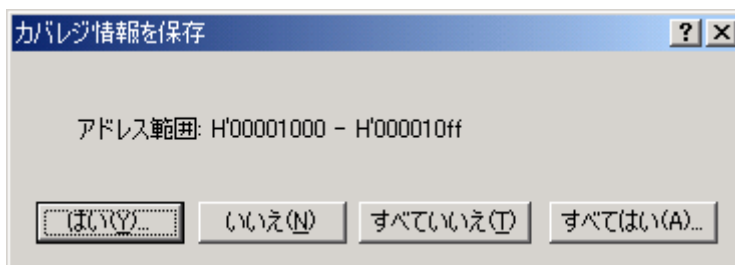 カバレジ情報を保存
アドレス範囲: H'00001000 - H'000010ff
はい(Y)... いいえ(N) すべていいえ(T) すべてはい(A)...